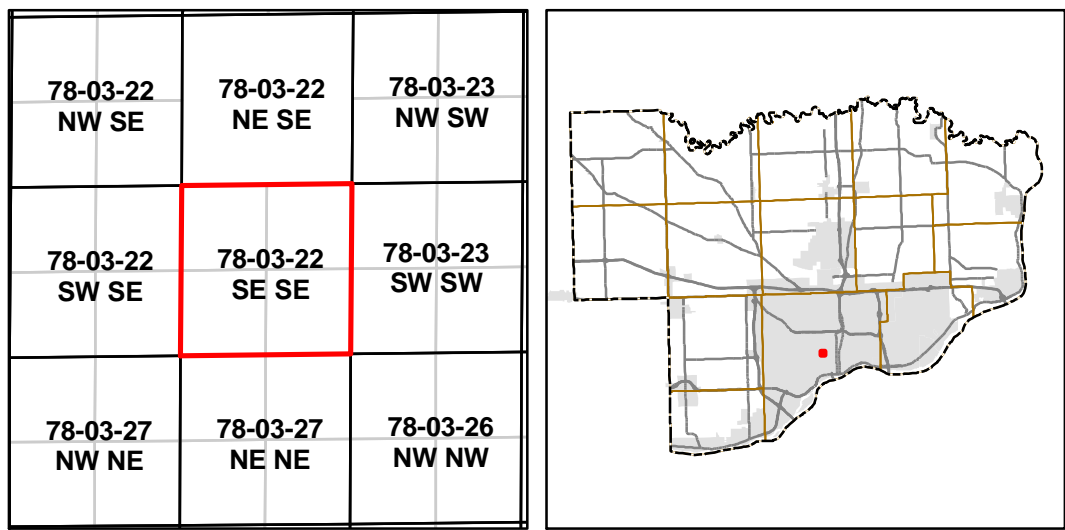 78-03-22
NW SE
78-03-22
NE SE
78-03-23
NW SW
78-03-22
SW SE
78-03-22
SE SE
78-03-23
SW SW
78-03-27
NW NE
78-03-27
NE NE
78-03-26
NW NW